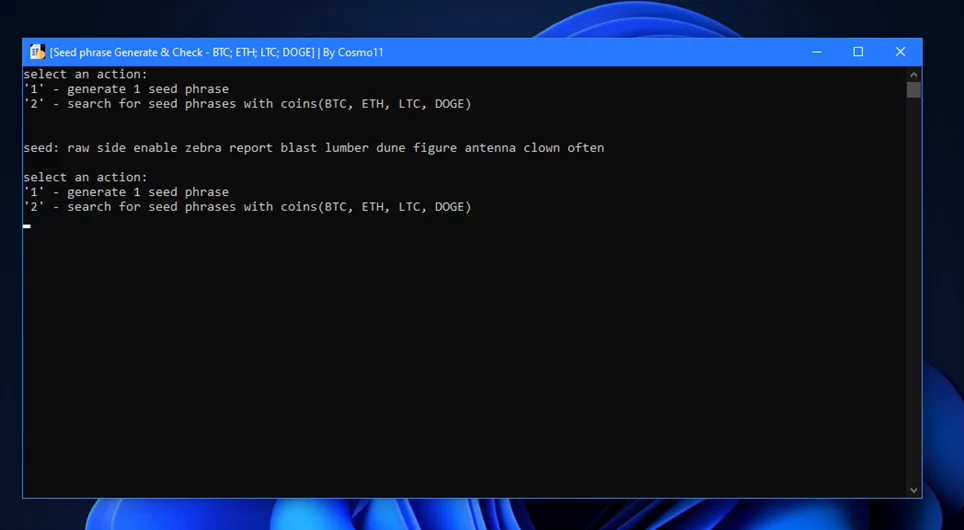 [Seed phrase Generate & Check - BTC; ETH; LTC; DOGE] | By Cosmo11
select an action:
'1' - generate 1 seed phrase
'2' - search for seed phrases with coins(BTC, ETH, LTC, DOGE)
seed: raw side enable zebra report blast lumber dune figure antenna clown often
select an action:
'1' - generate 1 seed phrase
'2' - search for seed phrases with coins(BTC, ETH, LTC, DOGE)